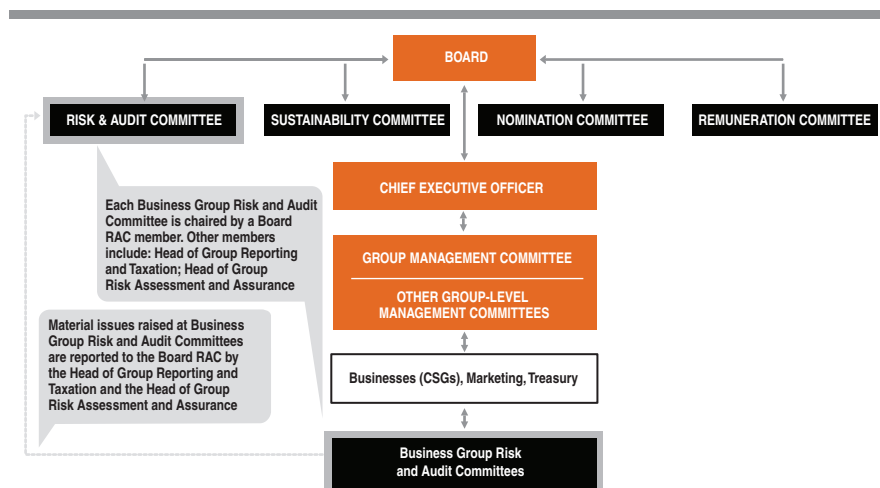 BOARD
RISK & AUDIT COMMITTEE
SUSTAINABILITY COMMITTEE
NOMINATION COMMITTEE
REMUNERATION COMMITTEE
CHIEF EXECUTIVE OFFICER
Each Business Group Risk and Audit
Committee is chaired by a Board
RAC member. Other members
include: Head of Group Reporting
and Taxation; Head of Group
Risk Assessment and Assurance
GROUP MANAGEMENT COMMITTEE
OTHER GROUP-LEVEL
MANAGEMENT COMMITTEES
Material issues raised at Business
Group Risk and Audit Committees
are reported to the Board RAC by
the Head of Group Reporting and
Taxation and the Head of Group
Risk Assessment and Assurance
Businesses (CSGs), Marketing, Treasury
Business Group Risk
and Audit Committees